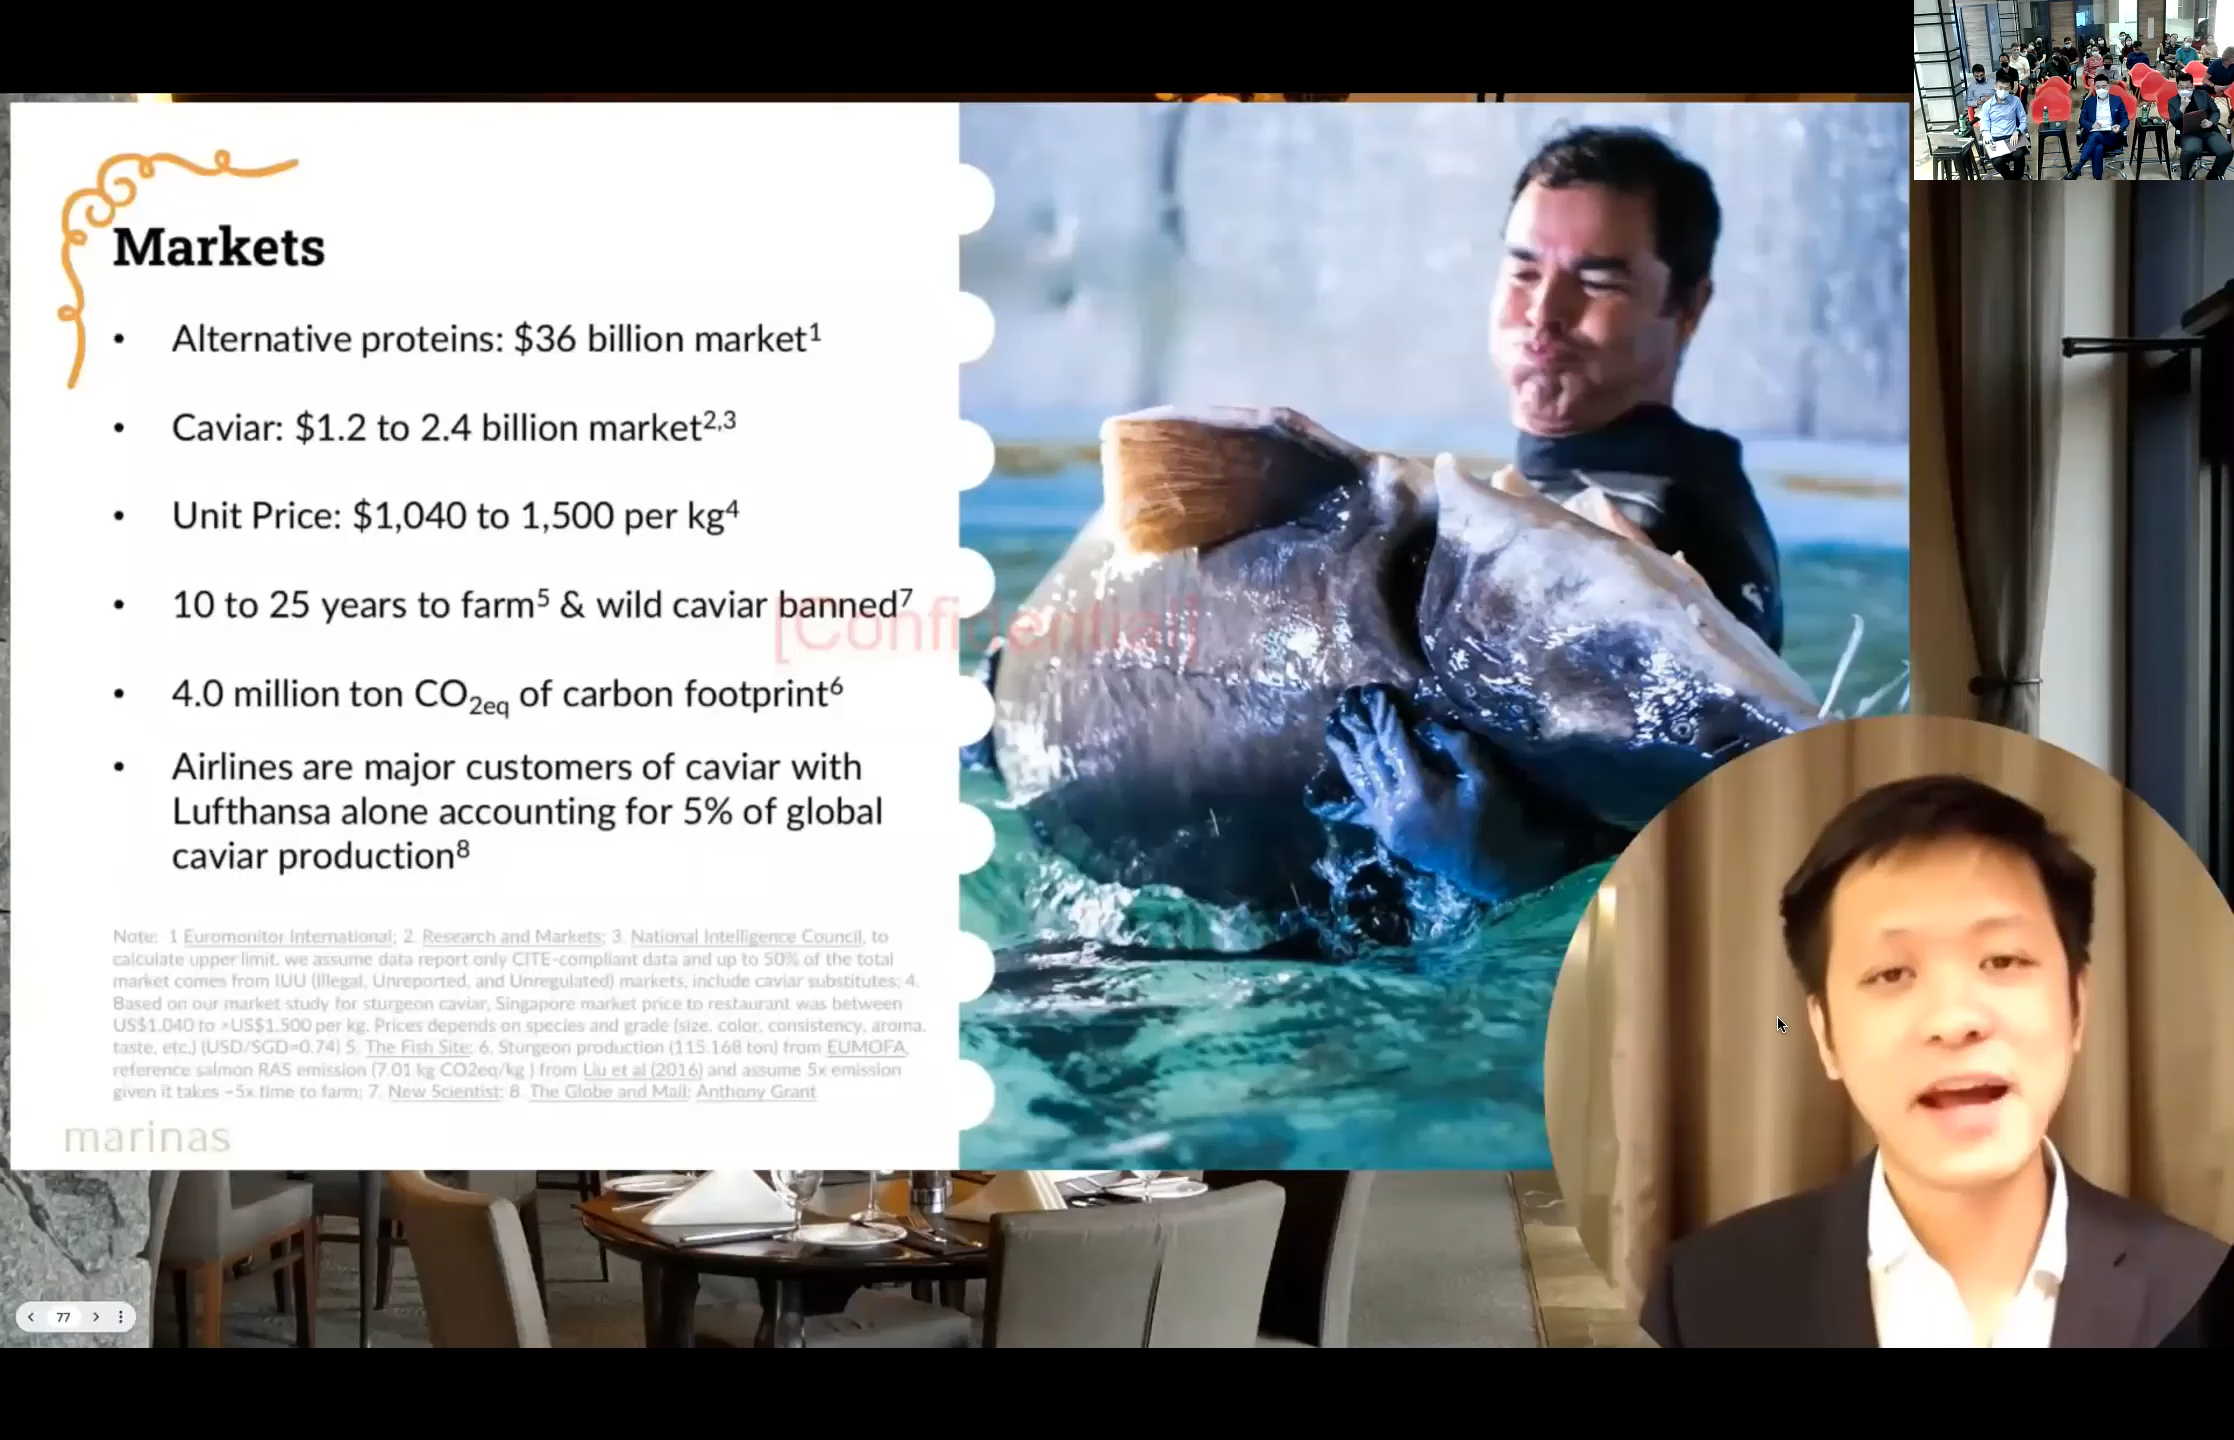 Markets
• Alternative proteins: $36 billion market¹
• Caviar: $1.2 to 2.4 billion market²,³
• Unit Price: $1,040 to 1,500 per kg⁴
• 10 to 25 years to farm⁵ & wild caviar banned⁷
[Confidential]
• 4.0 million ton CO₂eq of carbon footprint⁶
• Airlines are major customers of caviar with
Lufthansa alone accounting for 5% of global
caviar production⁸
Note: 1 Euromonitor International; 2. Research and Markets; 3. National Intelligence Council, to
calculate upper limit, we assume data report only CITE-compliant data and up to 50% of the total
market comes from IUU (Illegal, Unreported, and Unregulated) markets, include caviar substitutes; 4.
Based on our market study for sturgeon caviar, Singapore market price to restaurant was between
US$1,040 to >US$1,500 per kg. Prices depends on species and grade (size, color, consistency, aroma,
taste, etc.) (USD/SGD=0.74) 5. The Fish Site; 6. Sturgeon production (115,168 ton) from EUMOFA,
reference salmon RAS emission (7.01 kg CO2eq/kg ) from Liu et al (2016) and assume 5x emission
given it takes ~5x time to farm; 7. New Scientist; 8. The Globe and Mail; Anthony Grant
marinas
77